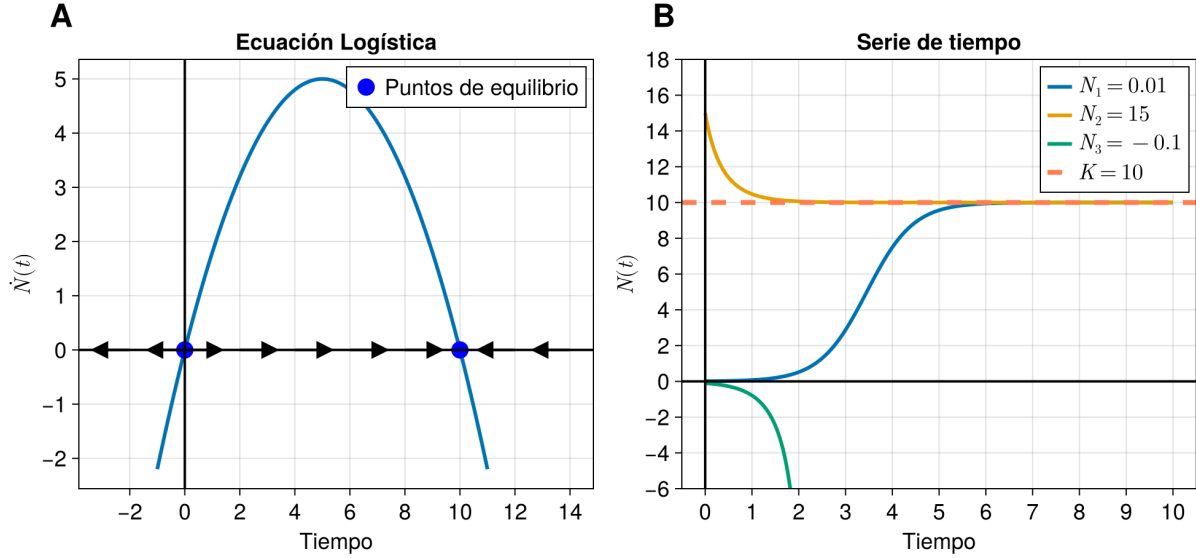 A
Ecuación Logística
Puntos de equilibrio
5
4
3
2
1
0
−1
−2
Ṅ(t)
−2 0 2 4 6 8 10 12 14
Tiempo
B
Serie de tiempo
N₁ = 0.01
N₂ = 15
N₃ = −0.1
K = 10
18
16
14
12
10
8
6
4
2
0
−2
−4
−6
N(t)
0 1 2 3 4 5 6 7 8 9 10
Tiempo